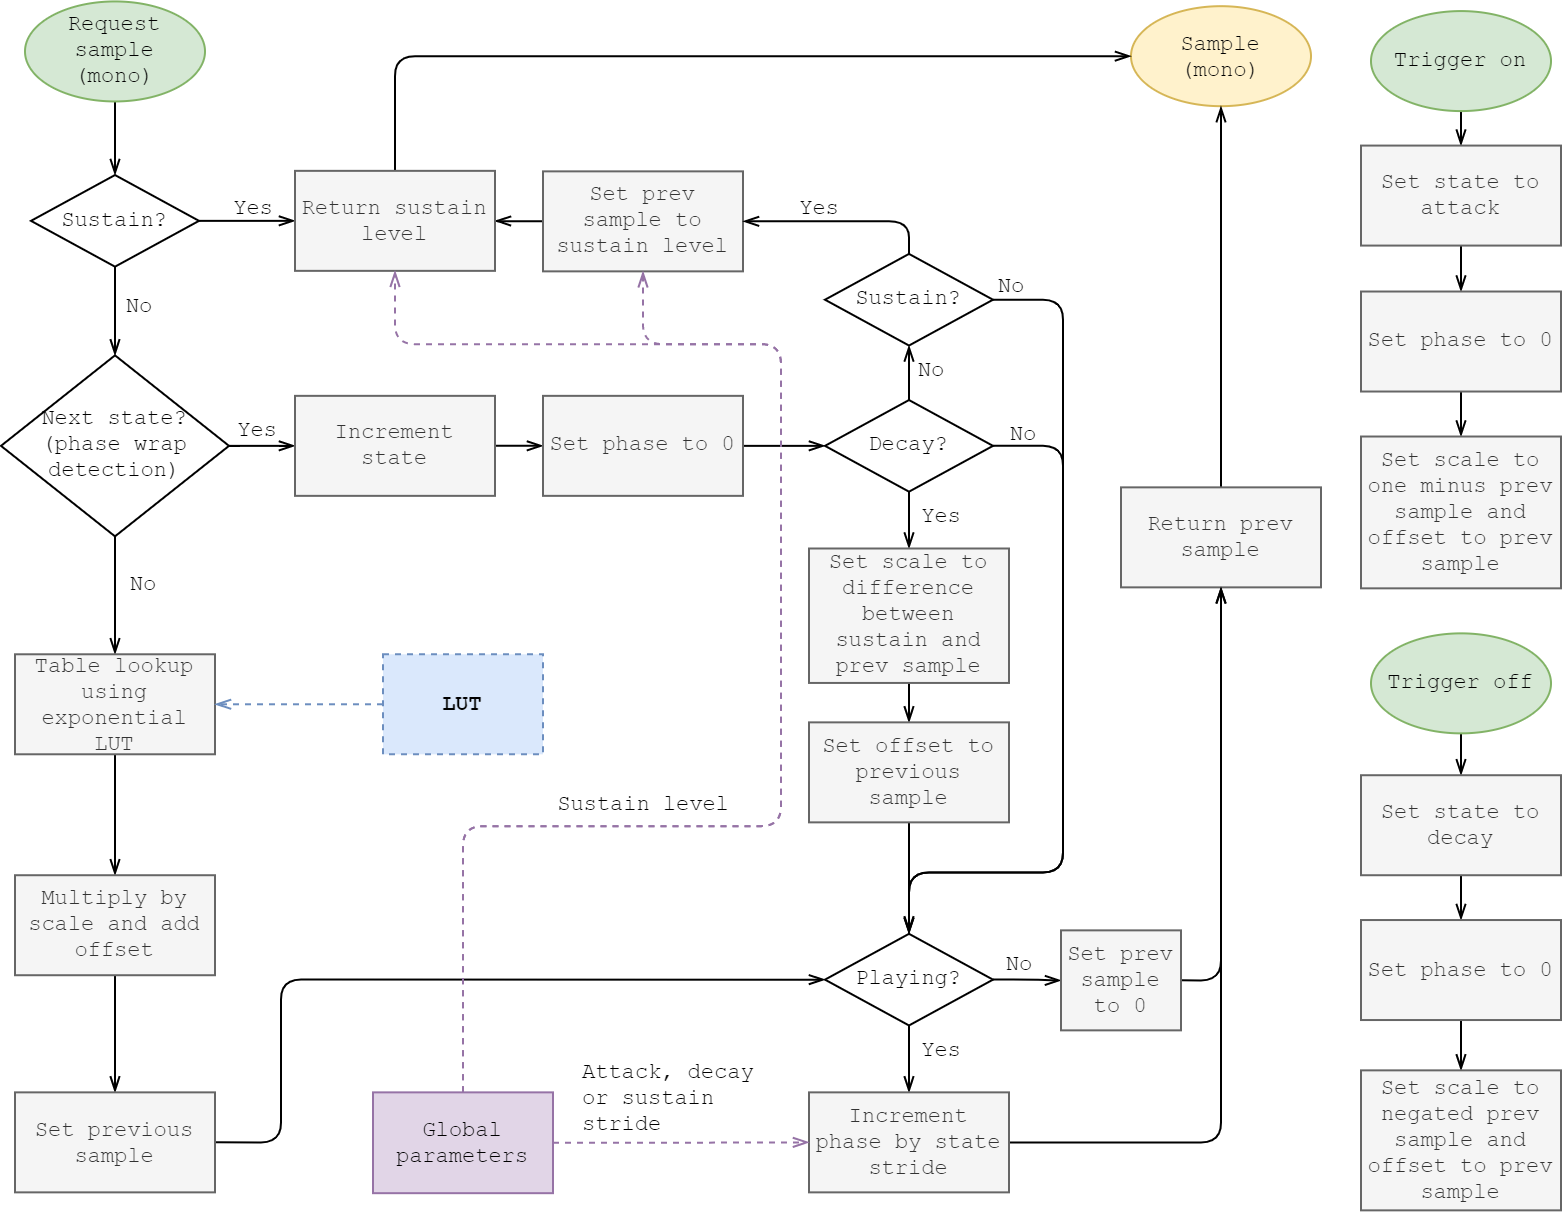 Request
sample
(mono)
Sample
(mono)
Trigger on
Sustain?
Yes
Return sustain
level
Set prev
sample to
sustain level
Yes
Set state to
attack
No
Sustain?
No
No
Set phase to 0
Next state?
(phase wrap
detection)
Yes
Increment
state
Set phase to 0
Decay?
No
Yes
Set scale to
one minus prev
sample and
offset to prev
sample
Return prev
sample
No
Set scale to
difference
between
sustain and
prev sample
Trigger off
Table lookup
using
exponential
LUT
LUT
Set offset to
previous
sample
Sustain level
Set state to
decay
Multiply by
scale and add
offset
Playing?
No
Set prev
sample
to 0
Set phase to 0
Yes
Attack, decay
or sustain
stride
Set previous
sample
Global
parameters
Increment
phase by state
stride
Set scale to
negated prev
sample and
offset to prev
sample